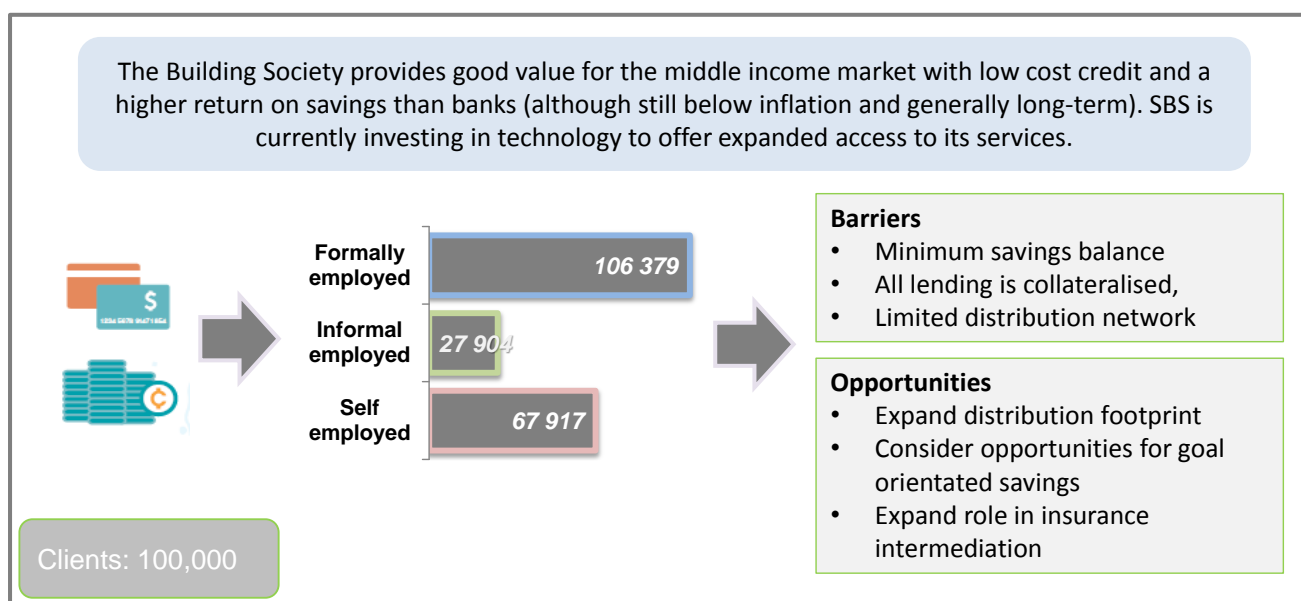 The Building Society provides good value for the middle income market with low cost credit and a
higher return on savings than banks (although still below inflation and generally long-term). SBS is
currently investing in technology to offer expanded access to its services.
$
Formally
employed
106 379
Informal
employed
27 904
Self
employed
67 917
Barriers
• Minimum savings balance
• All lending is collateralised,
• Limited distribution network
Opportunities
• Expand distribution footprint
• Consider opportunities for goal
orientated savings
• Expand role in insurance
intermediation
Clients: 100,000